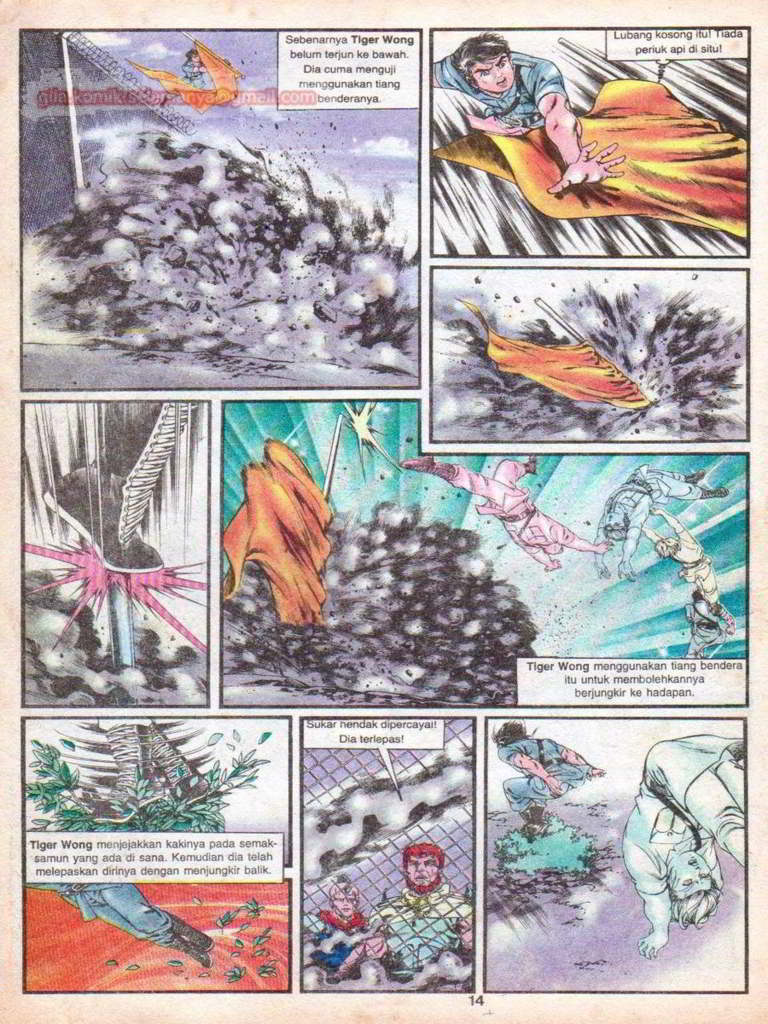 Sebenarnya Tiger Wong
belum terjun ke bawah.
Dia cuma menguji
menggunakan tiang
benderanya.
Lubang kosong itu! Tiada
periuk api di situ!
Tiger Wong menggunakan tiang bendera
itu untuk membolehkannya
berjungkir ke hadapan.
Tiger Wong menjejakkan kakinya pada semak-
samun yang ada di sana. Kemudian dia telah
melepaskan dirinya dengan menjungkir balik.
Sukar hendak dipercayai!
Dia terlepas!
14